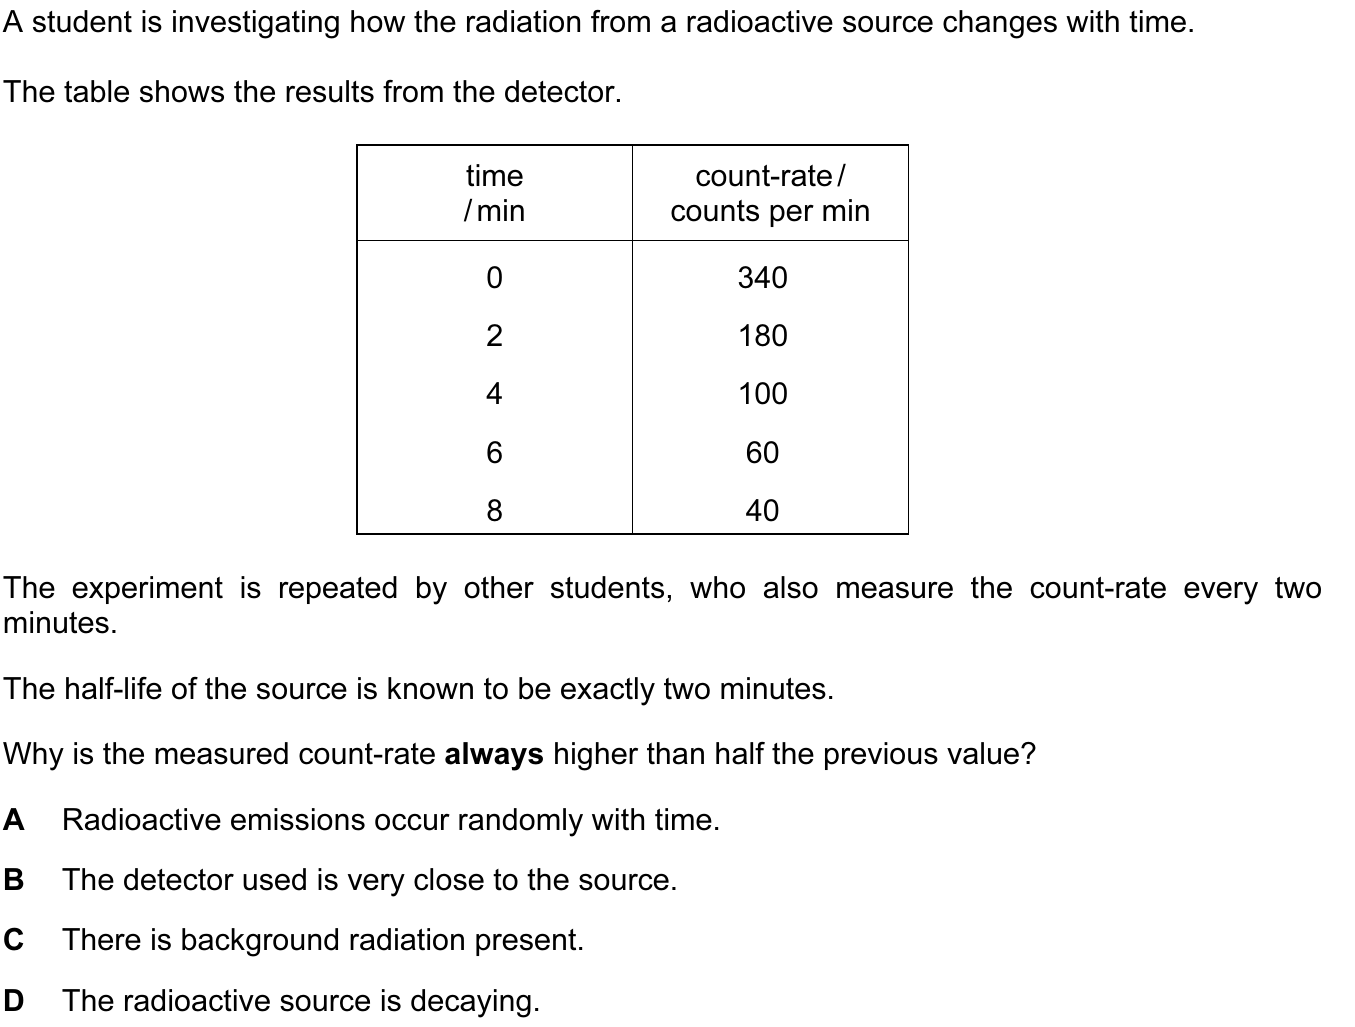 A student is investigating how the radiation from a radioactive source changes with time.
The table shows the results from the detector.
time count-rate /
/ min counts per min
0 340
2 180
4 100
6 60
8 40
The experiment is repeated by other students, who also measure the count-rate every two
minutes.
The half-life of the source is known to be exactly two minutes.
Why is the measured count-rate always higher than half the previous value?
A Radioactive emissions occur randomly with time.
B The detector used is very close to the source.
C There is background radiation present.
D The radioactive source is decaying.